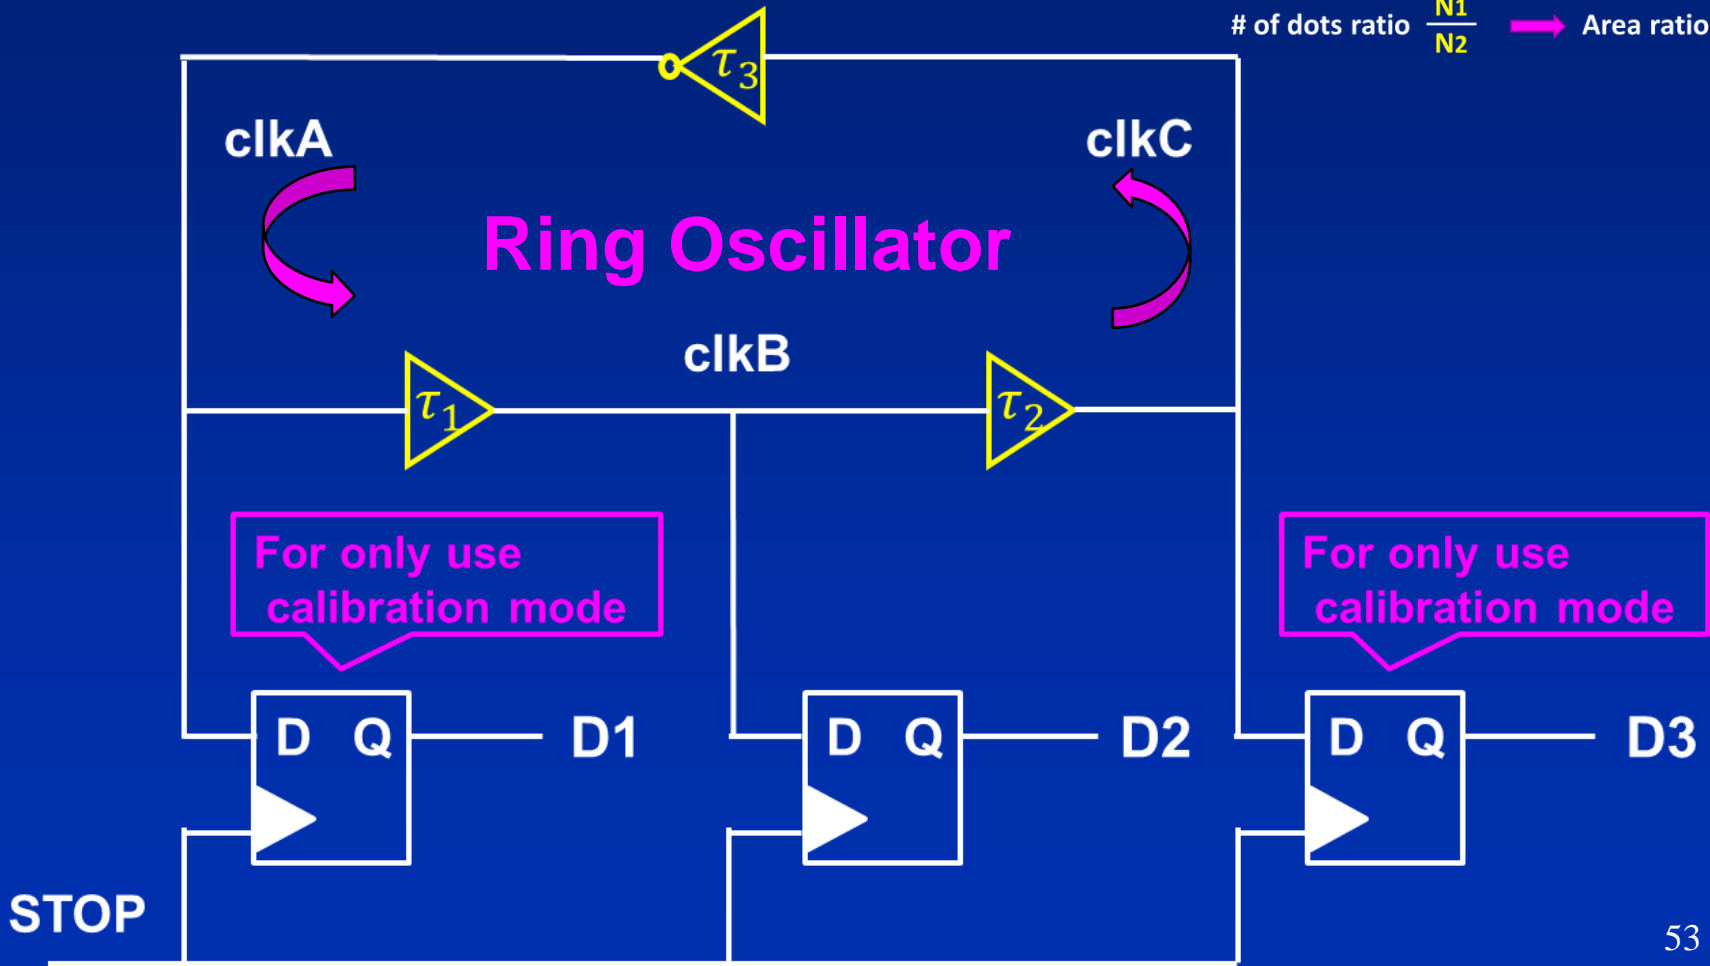 # of dots ratio N1/N2 Area ratio
τ3
clkA
clkC
Ring Oscillator
clkB
τ1
τ2
For only use
calibration mode
For only use
calibration mode
D Q D1
D Q D2
D Q D3
STOP
53